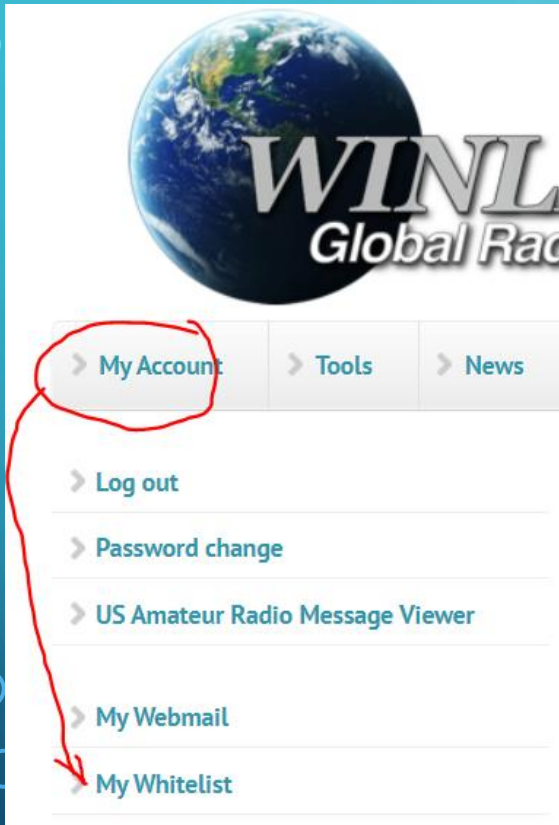 WINL
Global Rad
My Account Tools News
Log out
Password change
US Amateur Radio Message Viewer
My Webmail
My Whitelist